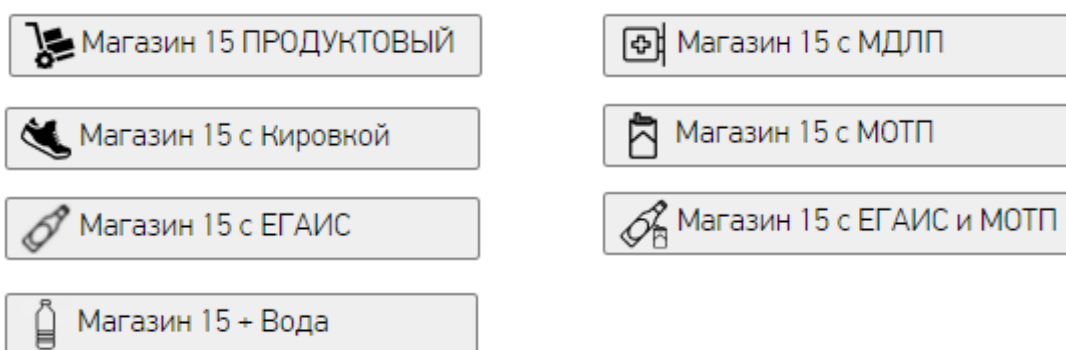 Магазин 15 ПРОДУКТОВЫЙ
Магазин 15 с Кировкой
Магазин 15 с ЕГАИС
Магазин 15 + Вода
Магазин 15 с МДЛП
Магазин 15 с МОТП
Магазин 15 с ЕГАИС и МОТП